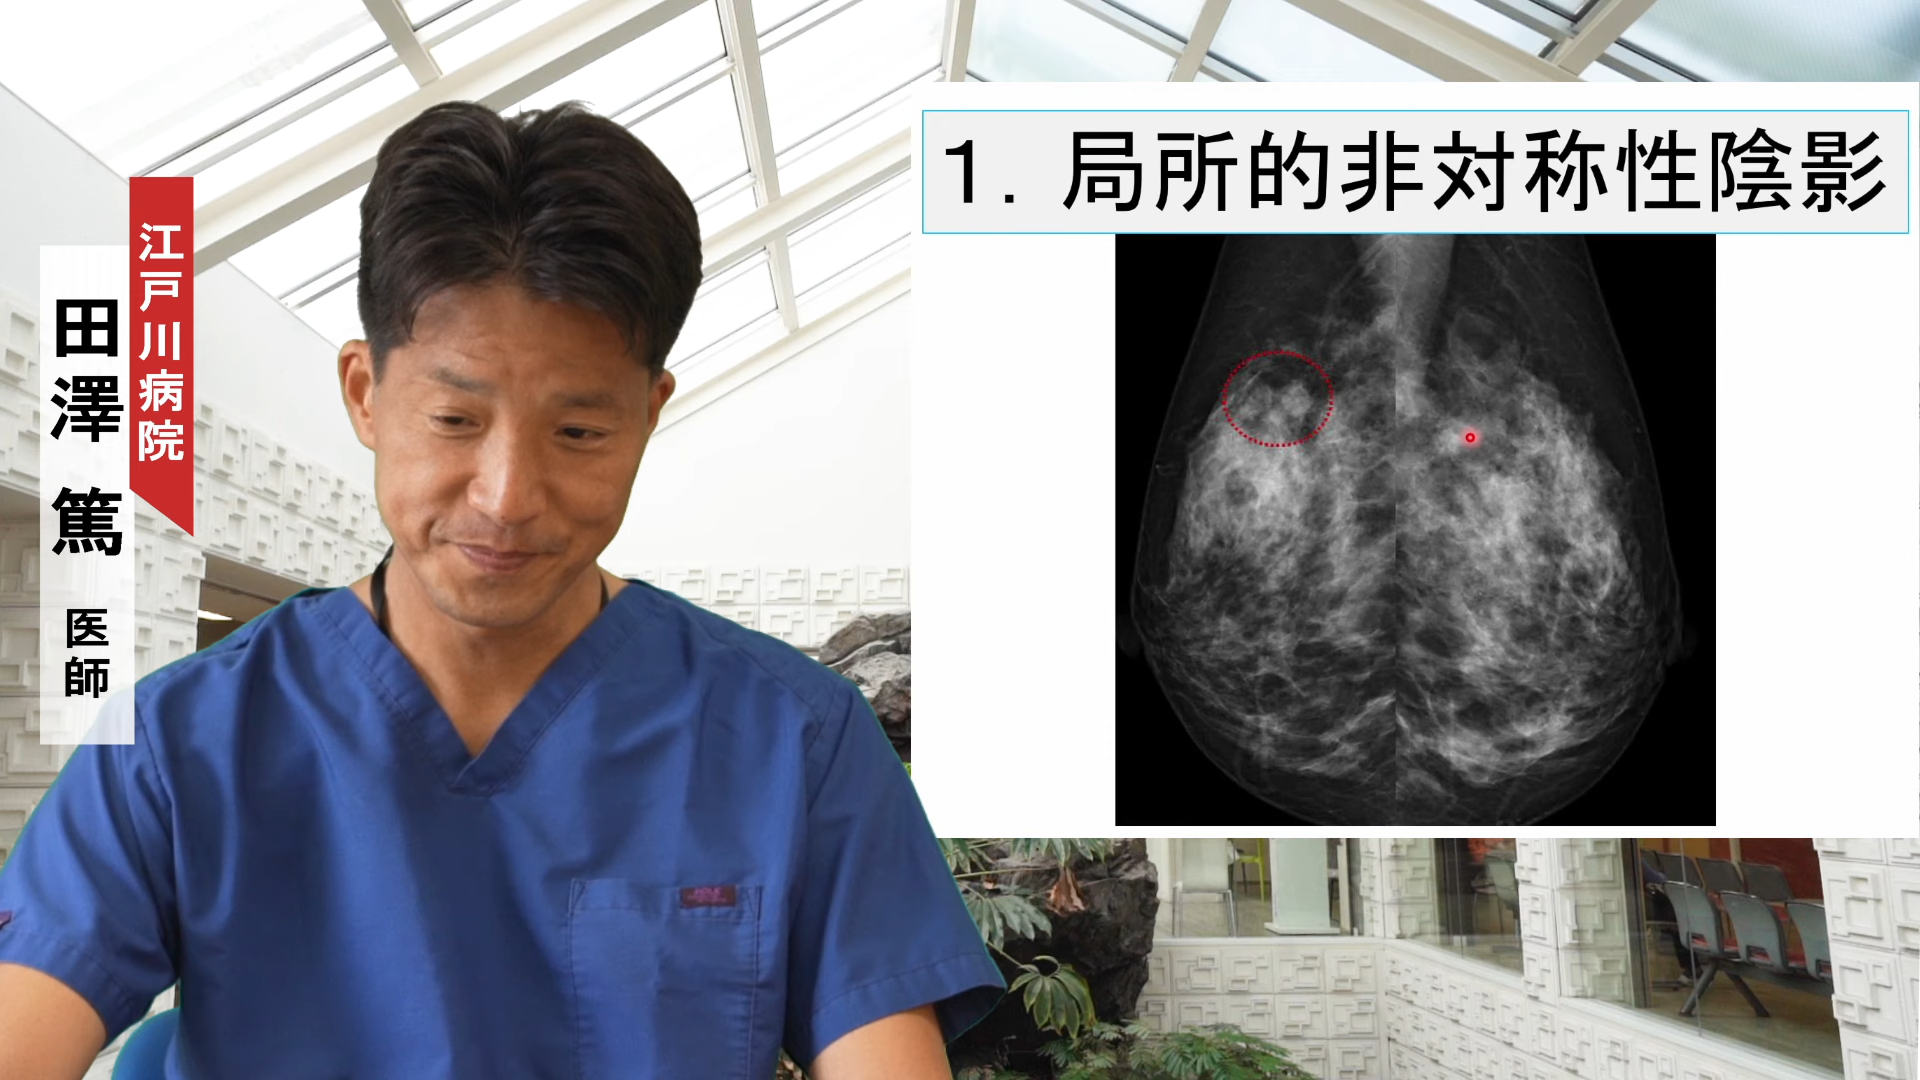 江戸川病院
田澤 篤 医師
1. 局所的非対称性陰影